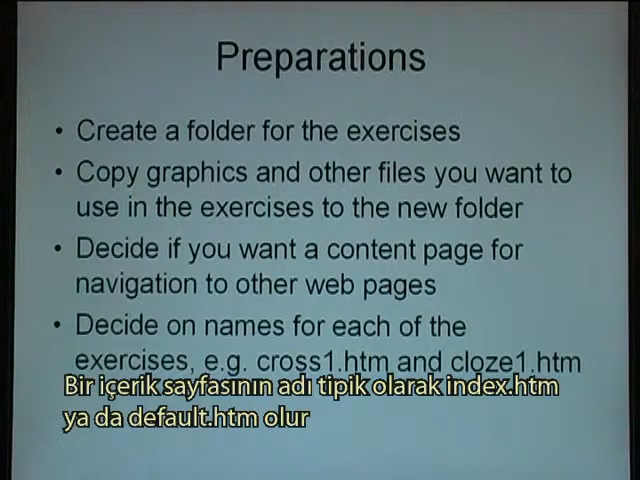 Preparations
• Create a folder for the exercises
• Copy graphics and other files you want to
use in the exercises to the new folder
• Decide if you want a content page for
navigation to other web pages
• Decide on names for each of the
exercises, e.g. cross1.htm and cloze1.htm
Bir içerik sayfasının adı tipik olarak index.htm
ya da default.htm olur